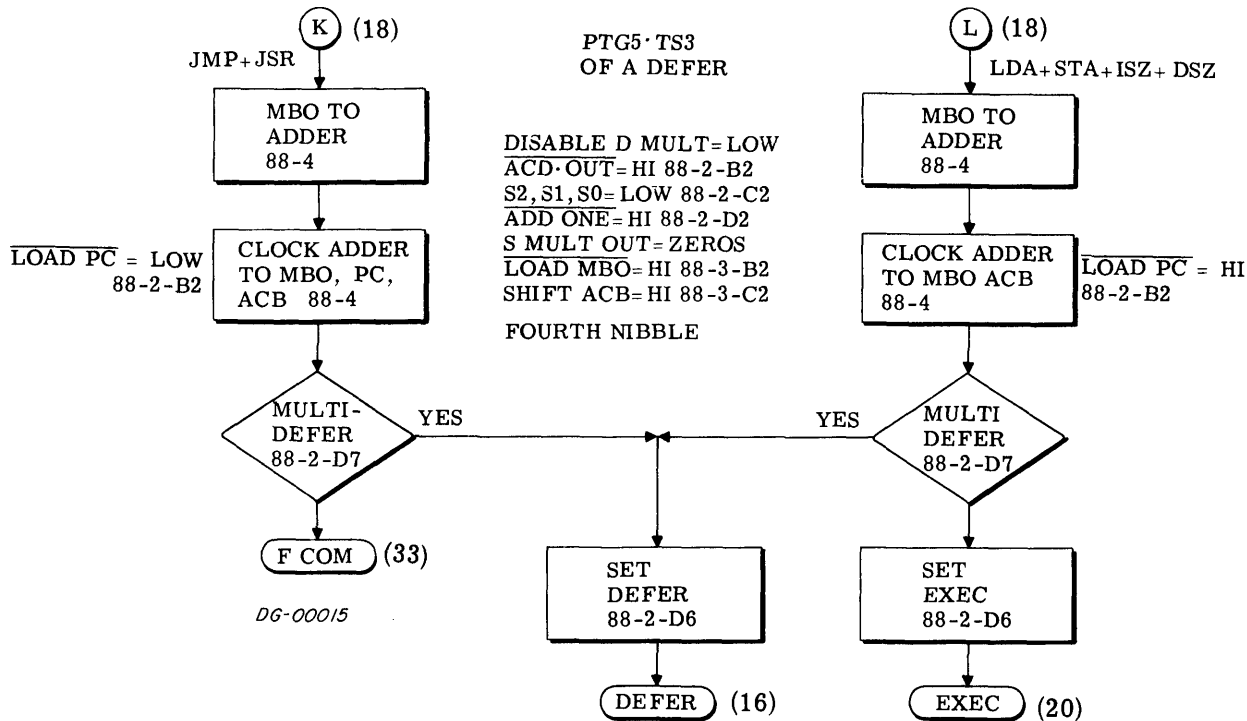 K (18)
JMP+JSR
MBO TO
ADDER
88-4
LOAD PC = LOW
88-2-B2
CLOCK ADDER
TO MBO, PC,
ACB 88-4
MULTI-
DEFER
88-2-D7
YES
F COM (33)
DG-00015
PTG5·TS3
OF A DEFER
DISABLE D MULT=LOW
ACD·OUT=HI 88-2-B2
S2, S1, S0=LOW 88-2-C2
ADD ONE=HI 88-2-D2
S MULT OUT=ZEROS
LOAD MBO=HI 88-3-B2
SHIFT ACB=HI 88-3-C2
FOURTH NIBBLE
SET
DEFER
88-2-D6
DEFER (16)
L (18)
LDA+STA+ISZ+DSZ
MBO TO
ADDER
88-4
CLOCK ADDER
TO MBO ACB
88-4
LOAD PC = HI
88-2-B2
YES
MULTI
DEFER
88-2-D7
SET
EXEC
88-2-D6
EXEC (20)